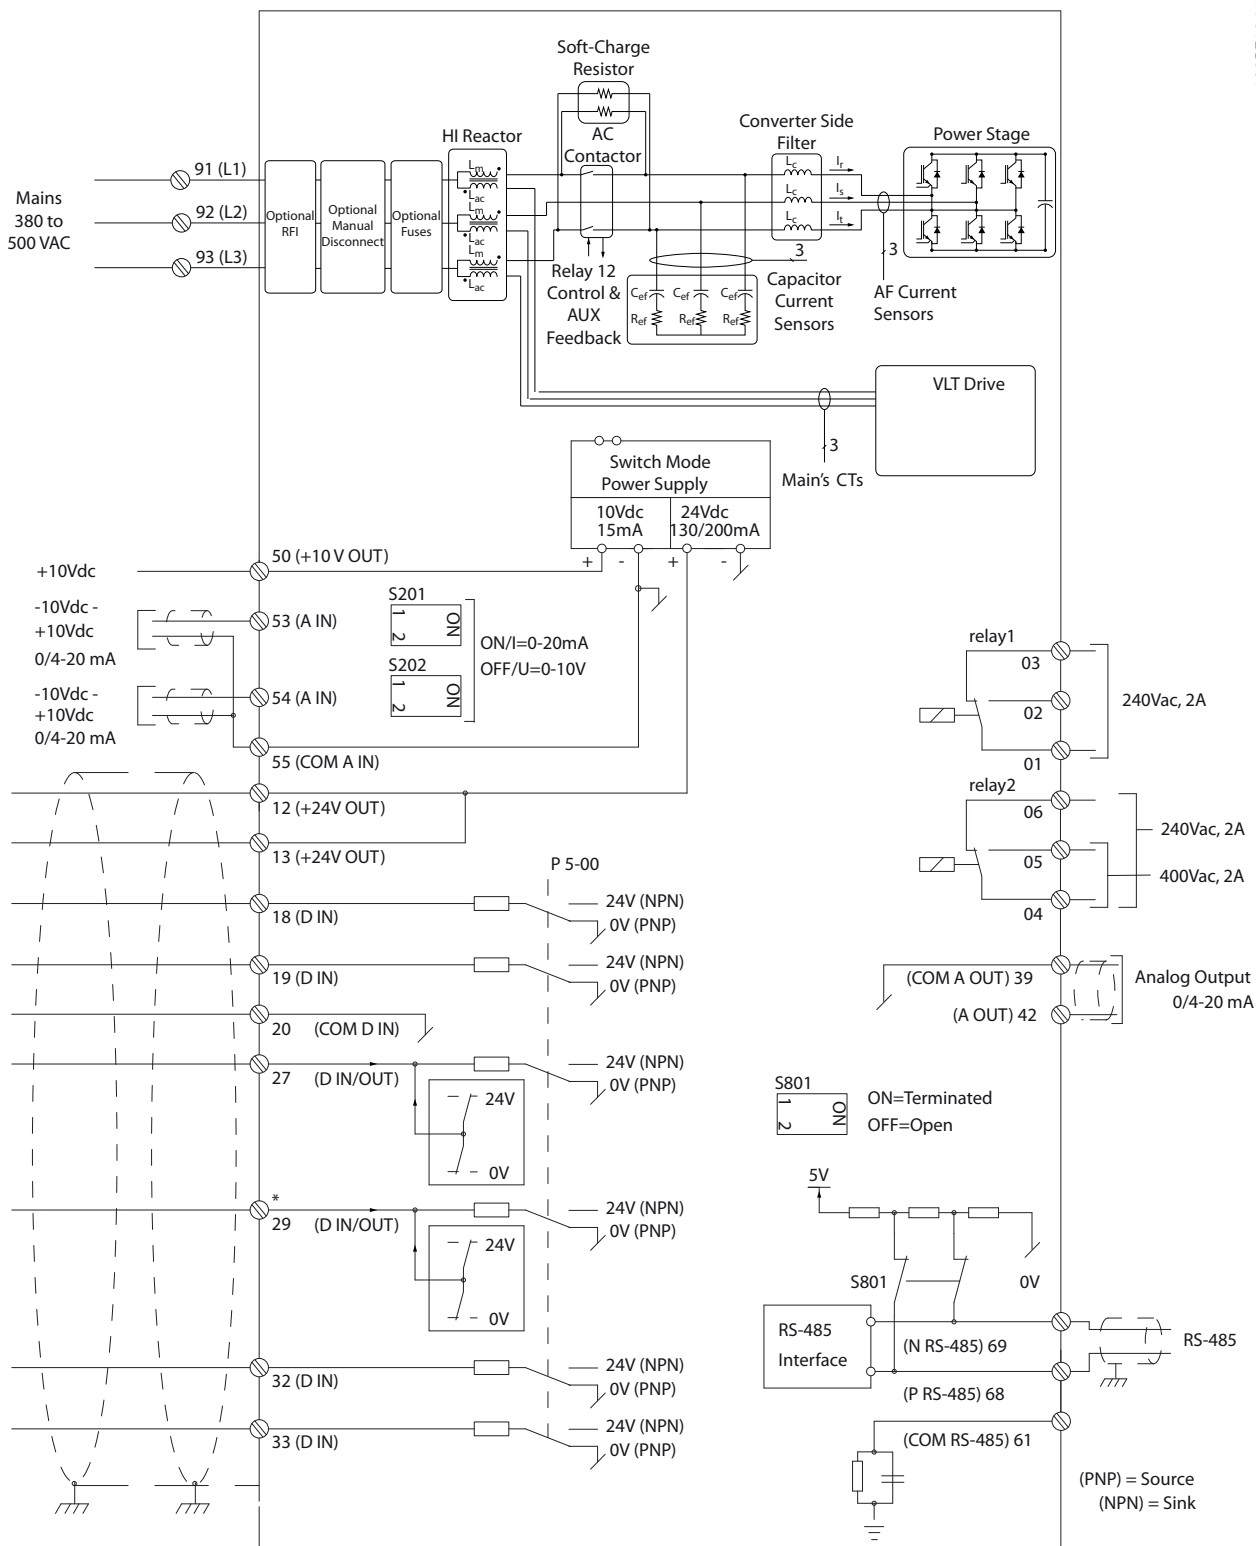 Soft-Charge
Resistor
AC
Contactor
HI Reactor
Converter Side
Filter
Power Stage
Mains
380 to
500 VAC
91 (L1)
92 (L2)
93 (L3)
Optional
RFI
Optional
Manual
Disconnect
Optional
Fuses
Lm
Lac
Lm
Lac
Lm
Lac
Lc
Lc
Lc
Ir
Is
It
3
3
Relay 12
Control &
AUX
Feedback
Cef
Cef
Cef
Ref
Ref
Ref
Capacitor
Current
Sensors
AF Current
Sensors
VLT Drive
3
Main's CTs
Switch Mode
Power Supply
10Vdc
15mA
24Vdc
130/200mA
+ - + -
+10Vdc
50 (+10 V OUT)
-10Vdc -
+10Vdc
0/4-20 mA
53 (A IN)
S201
1
2
ON
ON/I=0-20mA
OFF/U=0-10V
S202
1
2
ON
-10Vdc -
+10Vdc
0/4-20 mA
54 (A IN)
55 (COM A IN)
12 (+24V OUT)
13 (+24V OUT)
relay1
03
02
01
240Vac, 2A
relay2
06
05
04
240Vac, 2A
400Vac, 2A
P 5-00
18 (D IN)
24V (NPN)
0V (PNP)
19 (D IN)
24V (NPN)
0V (PNP)
20 (COM D IN)
27 (D IN/OUT)
24V (NPN)
0V (PNP)
24V
0V
*
29 (D IN/OUT)
24V (NPN)
0V (PNP)
24V
0V
32 (D IN)
24V (NPN)
0V (PNP)
33 (D IN)
24V (NPN)
0V (PNP)
(COM A OUT) 39
(A OUT) 42
Analog Output
0/4-20 mA
S801
1
2
ON
ON=Terminated
OFF=Open
5V
S801
0V
RS-485
Interface
(N RS-485) 69
(P RS-485) 68
(COM RS-485) 61
RS-485
(PNP) = Source
(NPN) = Sink